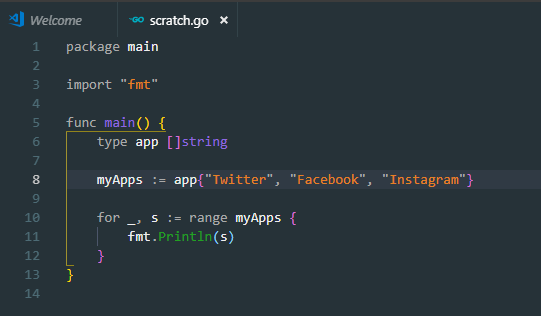 Welcome scratch.go ×
1 package main
2
3 import "fmt"
4
5 func main() {
6     type app []string
7
8     myApps := app{"Twitter", "Facebook", "Instagram"}
9
10     for _, s := range myApps {
11         fmt.Println(s)
12     }
13 }
14